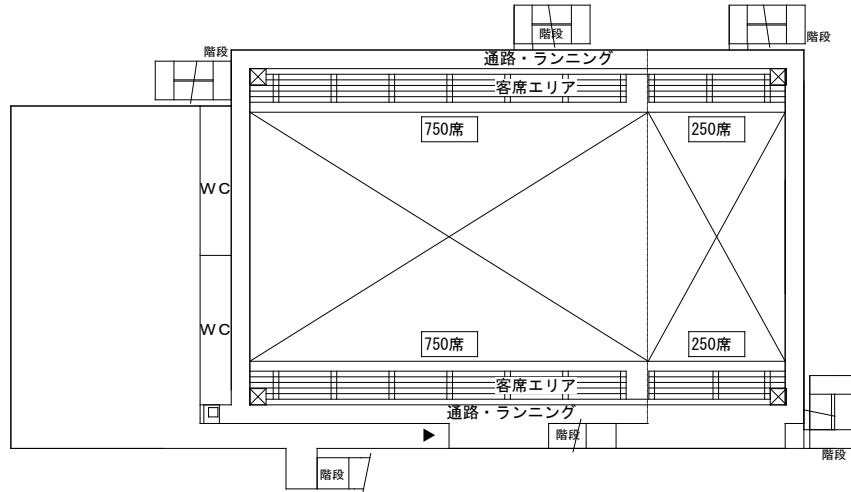 階段
階段
階段
通路・ランニング
客席エリア
750席
250席
WC
WC
750席
250席
客席エリア
通路・ランニング
階段
階段
階段